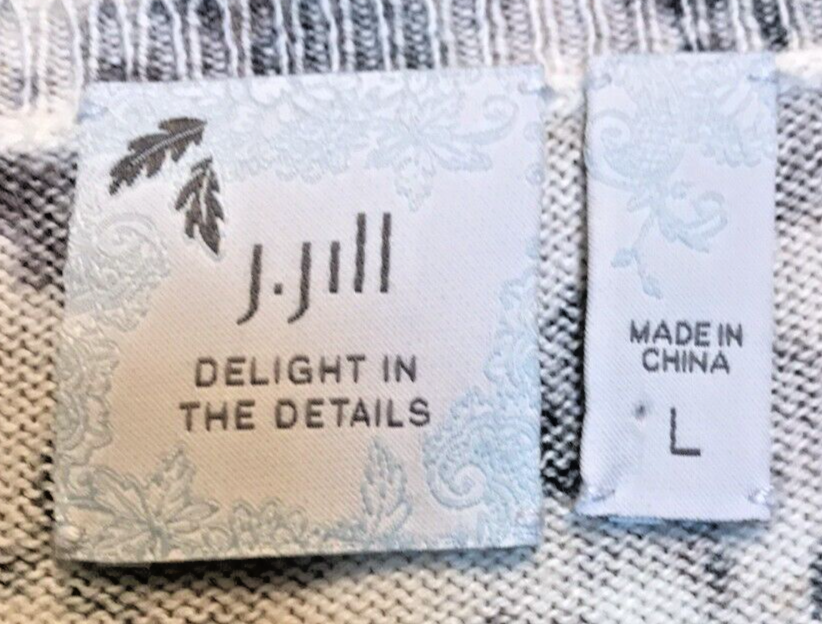 J.Jill
DELIGHT IN
THE DETAILS
MADE IN
CHINA
L